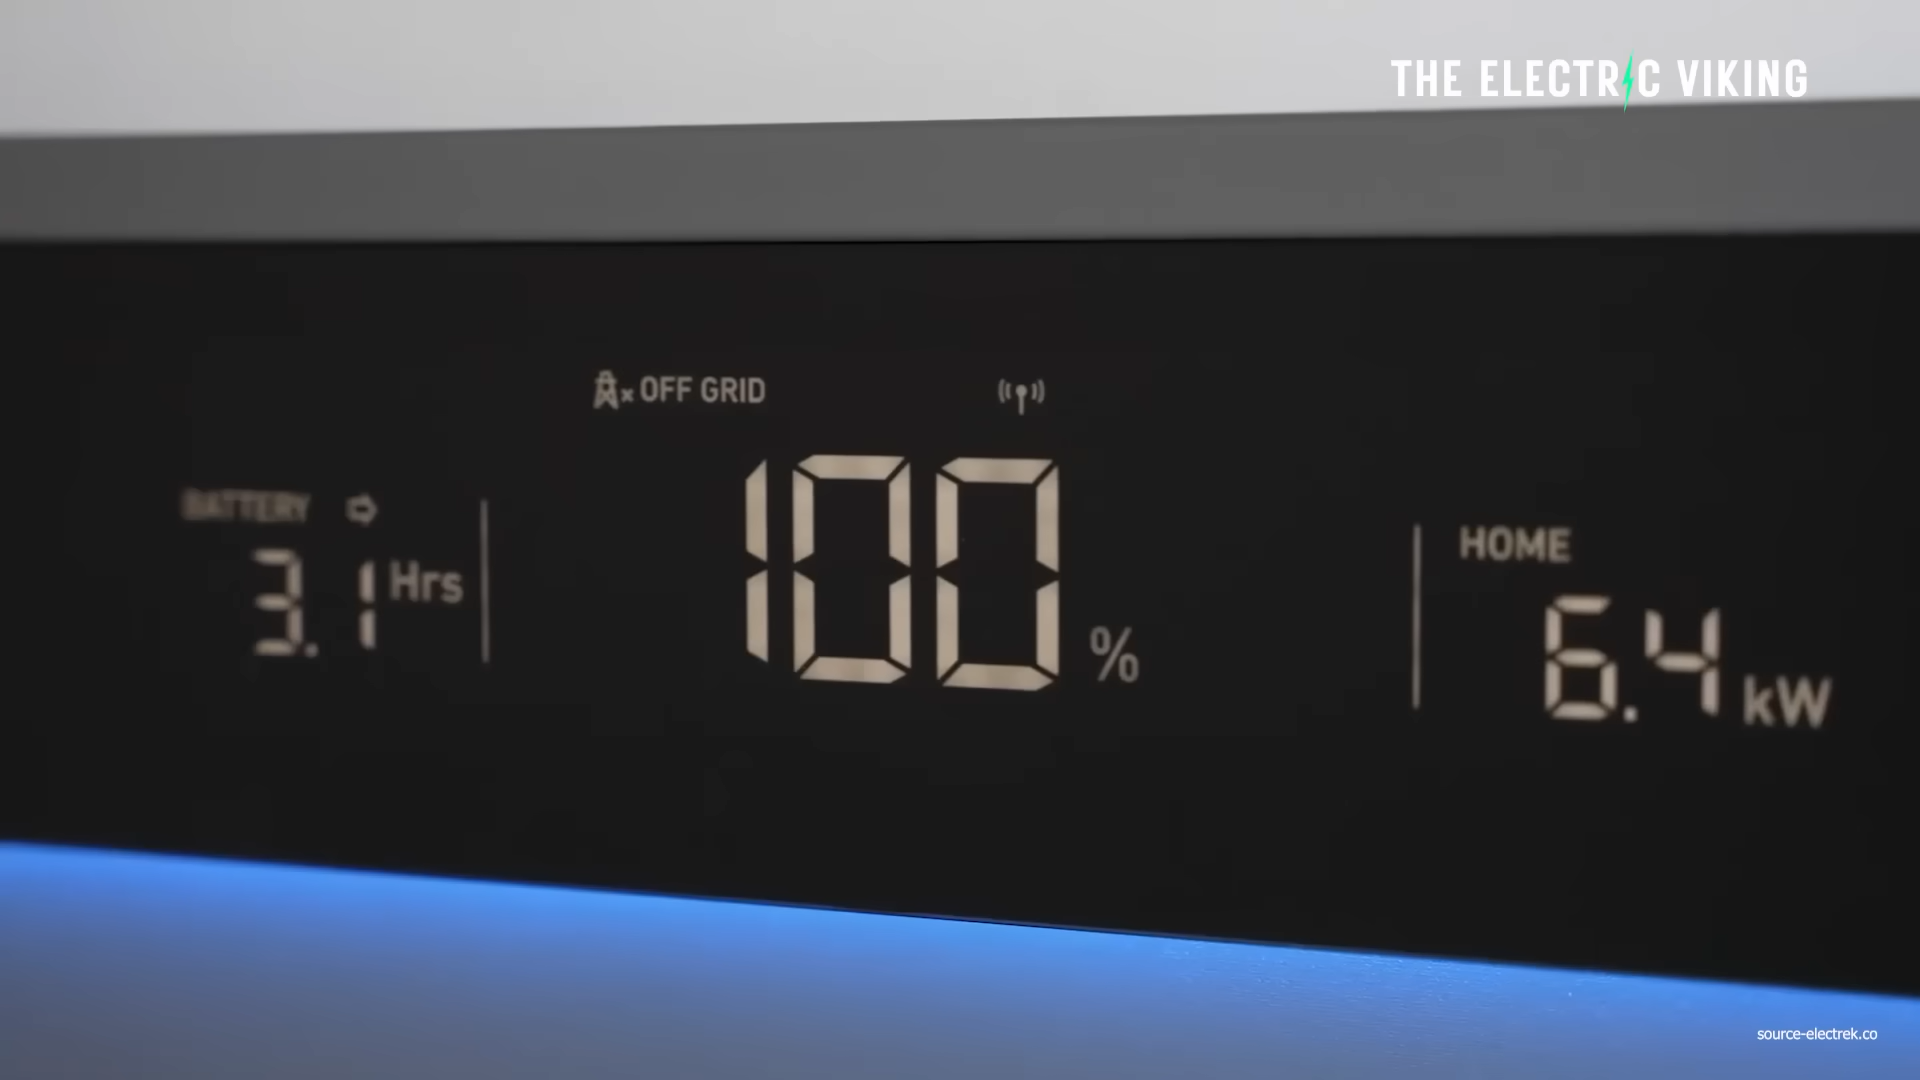 THE ELECTRIC VIKING
OFF GRID
BATTERY
3.1 Hrs
100 %
HOME
6.4 kW
source-electrek.co